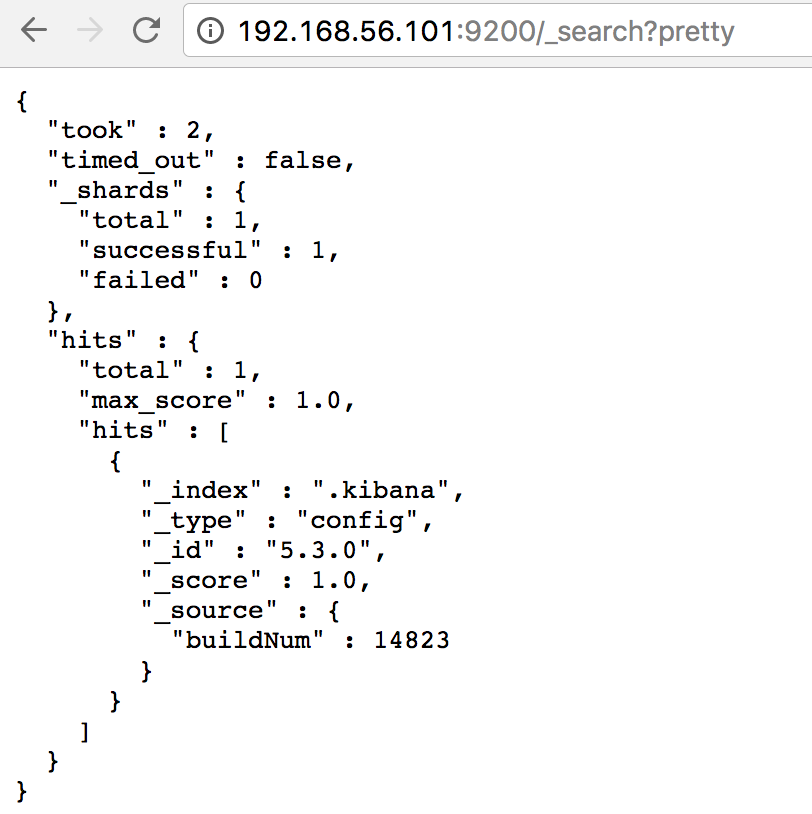 192.168.56.101:9200/_search?pretty
{
  "took" : 2,
  "timed_out" : false,
  "_shards" : {
    "total" : 1,
    "successful" : 1,
    "failed" : 0
  },
  "hits" : {
    "total" : 1,
    "max_score" : 1.0,
    "hits" : [
      {
        "_index" : ".kibana",
        "_type" : "config",
        "_id" : "5.3.0",
        "_score" : 1.0,
        "_source" : {
          "buildNum" : 14823
        }
      }
    ]
  }
}